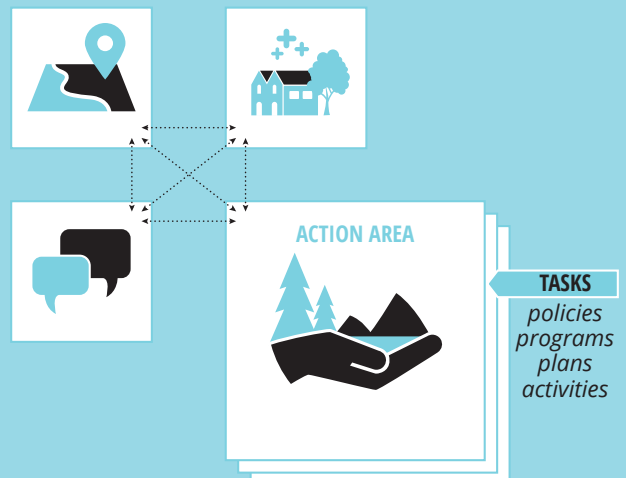 ACTION AREA
TASKS
policies
programs
plans
activities